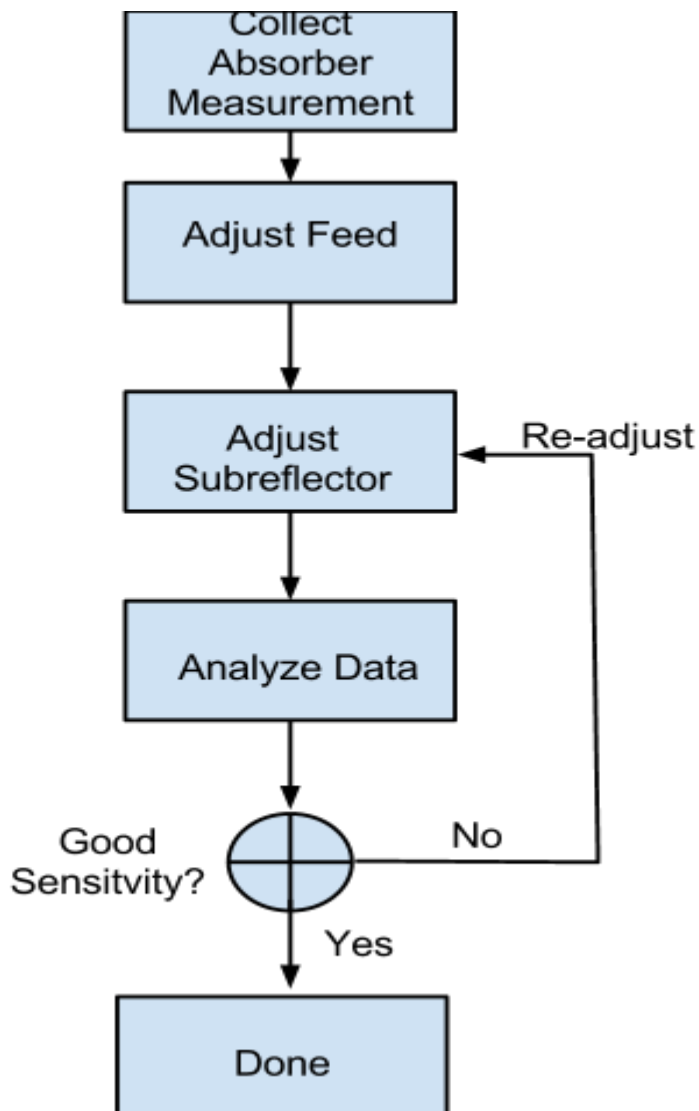 Collect
Absorber
Measurement
Adjust Feed
Adjust
Subreflector
Re-adjust
Analyze Data
Good
Sensitvity?
No
Yes
Done